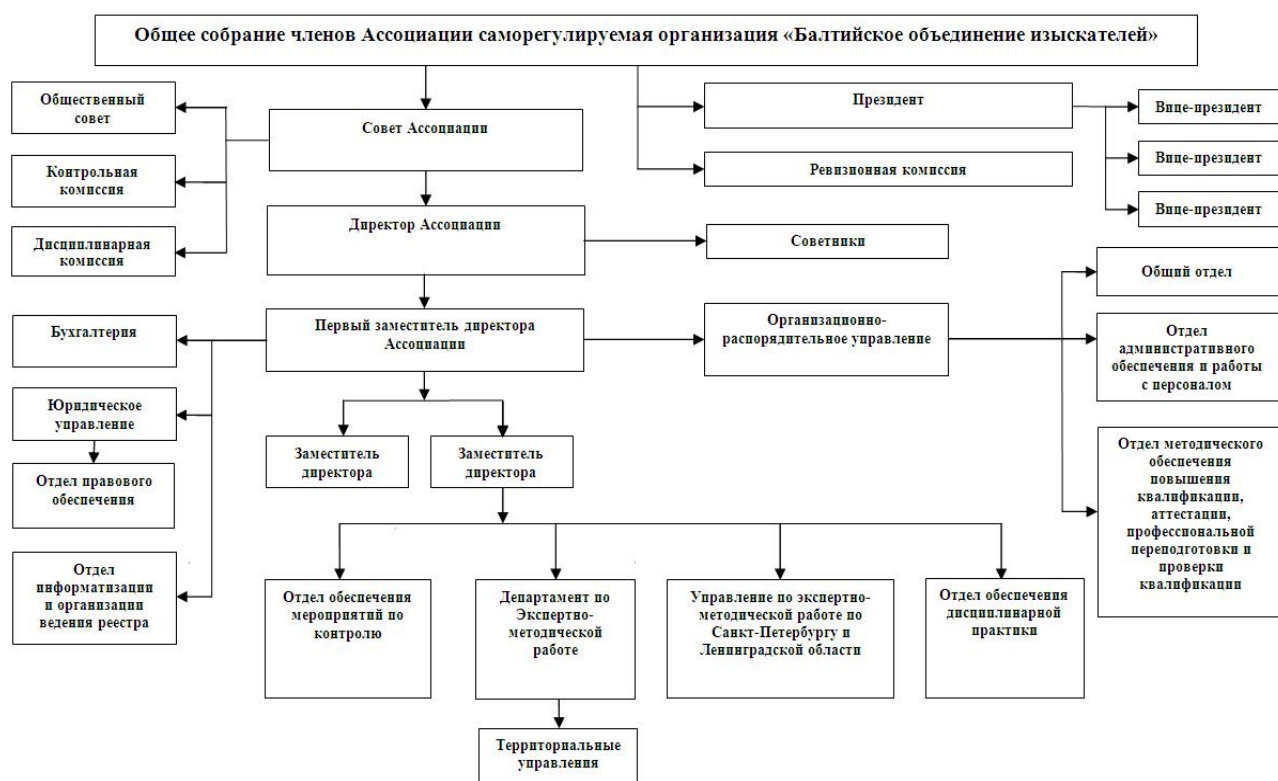 Общее собрание членов Ассоциации саморегулируемая организация «Балтийское объединение изыскателей»
Общественный
совет
Совет Ассоциации
Президент
Вице-президент
Контрольная
комиссия
Ревизионная комиссия
Вице-президент
Вице-президент
Дисциплинарная
комиссия
Директор Ассоциации
Советники
Общий отдел
Бухгалтерия
Первый заместитель директора
Ассоциации
Организационно-
распорядительное управление
Отдел
административного
обеспечения и работы
с персоналом
Юридическое
управление
Заместитель
директора
Заместитель
директора
Отдел правового
обеспечения
Отдел методического
обеспечения
повышения
квалификации,
аттестации,
профессиональной
переподготовки и
проверки
квалификации
Отдел
информатизации
и организации
ведения реестра
Отдел обеспечения
мероприятий по
контролю
Департамент по
Экспертно-
методической
работе
Управление по экспертно-
методической работе по
Санкт-Петербургу и
Ленинградской области
Отдел обеспечения
дисциплинарной
практики
Территориальные
управления